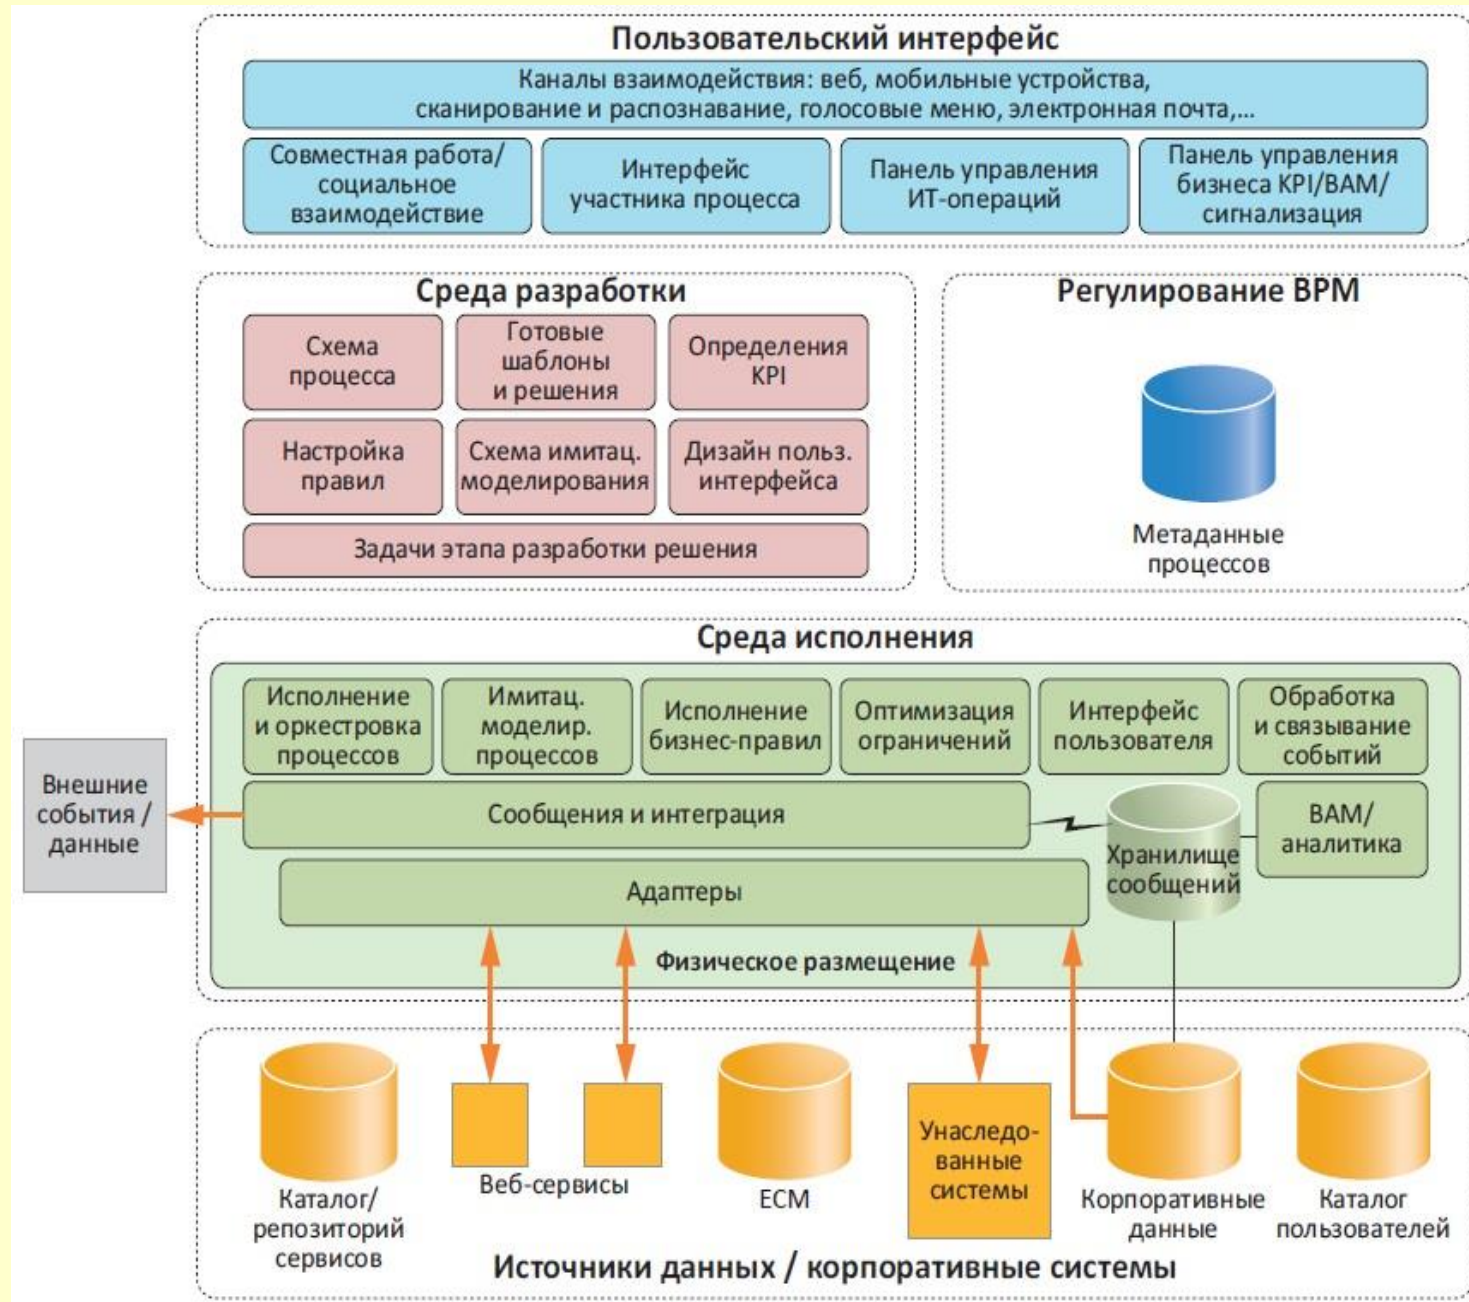 Пользовательский интерфейс
Каналы взаимодействия: веб, мобильные устройства,
сканирование и распознавание, голосовые меню, электронная почта,...
Совместная работа/
социальное
взаимодействие
Интерфейс
участника процесса
Панель управления
ИТ-операций
Панель управления
бизнеса KPI/BAM/
сигнализация
Среда разработки
Схема
процесса
Готовые
шаблоны
и решения
Определения
KPI
Настройка
правил
Схема имитац.
моделирования
Дизайн польз.
интерфейса
Задачи этапа разработки решения
Регулирование BPM
Метаданные
процессов
Среда исполнения
Исполнение
и оркестровка
процессов
Имитац.
моделир.
процессов
Исполнение
бизнес-правил
Оптимизация
ограничений
Интерфейс
пользователя
Обработка
и связывание
событий
Внешние
события /
данные
Сообщения и интеграция
Хранилище
сообщений
BAM/
аналитика
Адаптеры
Физическое размещение
Каталог/
репозиторий
сервисов
Веб-сервисы
ECM
Унаследо-
ванные
системы
Корпоративные
данные
Каталог
пользователей
Источники данных / корпоративные системы